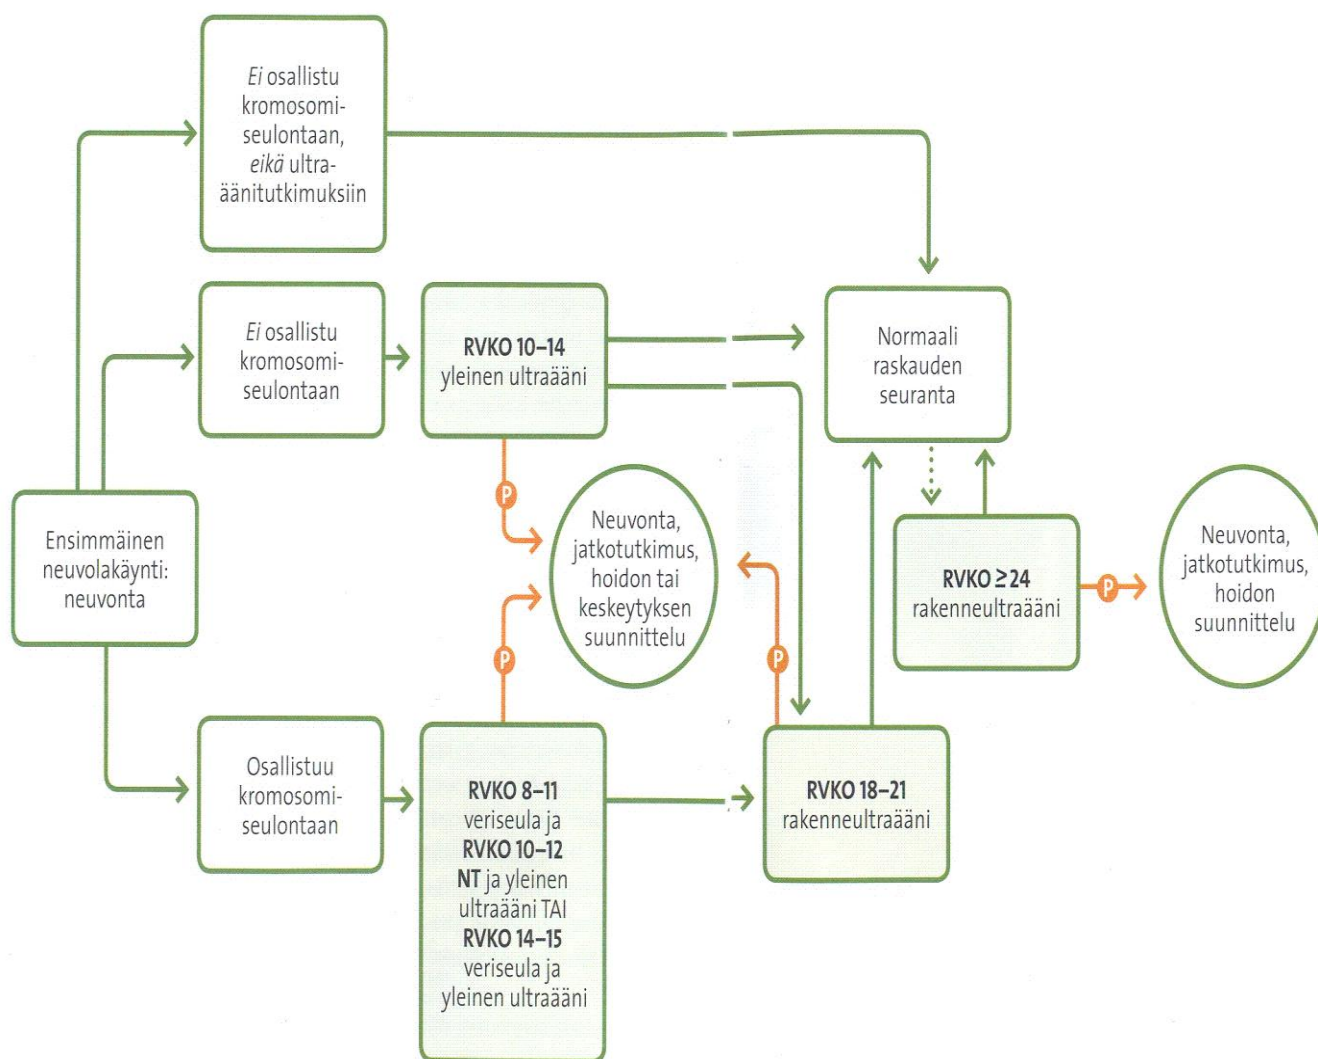 Ei osallistu
kromosomi-
seulontaan,
eikä ultra-
äänitutkimuksiin
Ei osallistu
kromosomi-
seulontaan
RVKO 10–14
yleinen ultraääni
Normaali
raskauden
seuranta
Ensimmäinen
neuvolakäynti:
neuvonta
P
Neuvonta,
jatkotutkimus,
hoidon tai
keskeytyksen
suunnittelu
P
P
RVKO ≥24
rakenneultraääni
P
Neuvonta,
jatkotutkimus,
hoidon
suunnittelu
Osallistuu
kromosomi-
seulontaan
RVKO 8–11
veriseula ja
RVKO 10–12
NT ja yleinen
ultraääni TAI
RVKO 14–15
veriseula ja
yleinen ultraääni
RVKO 18–21
rakenneultraääni